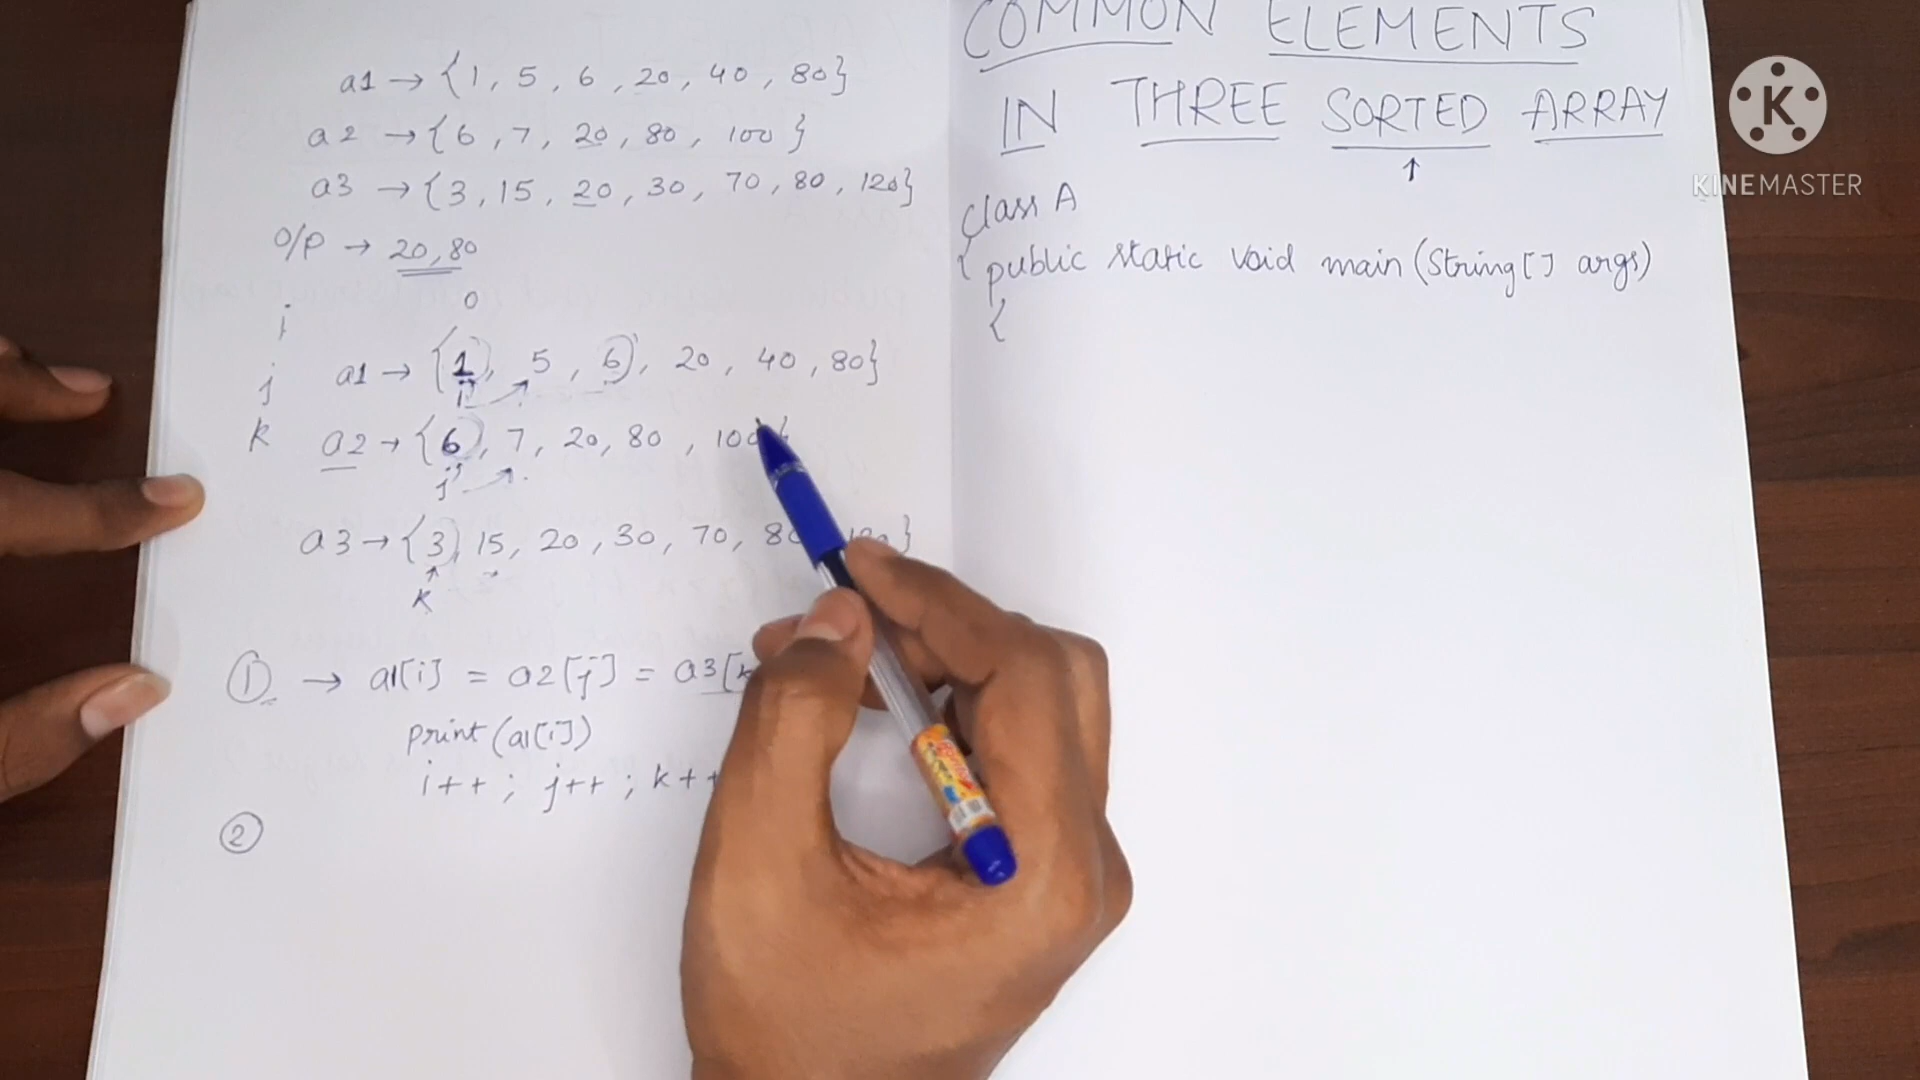 a1 → {1, 5, 6, 20, 40, 80}
a2 → {6, 7, 20, 80, 100}
a3 → {3, 15, 20, 30, 70, 80, 120}
O/P → 20, 80
i
j
k
0
a1 → {1, 5, 6, 20, 40, 80}
i
a2 → {6, 7, 20, 80, 100}
j
a3 → {3, 15, 20, 30, 70, 80
k
① → a1[i] = a2[j] = a3[k
print(a1[i])
i++ ; j++ ; k++
②
COMMON ELEMENTS
IN THREE SORTED ARRAY
↑
class A
{ public static void main (String[] args)
{
K
KINEMASTER